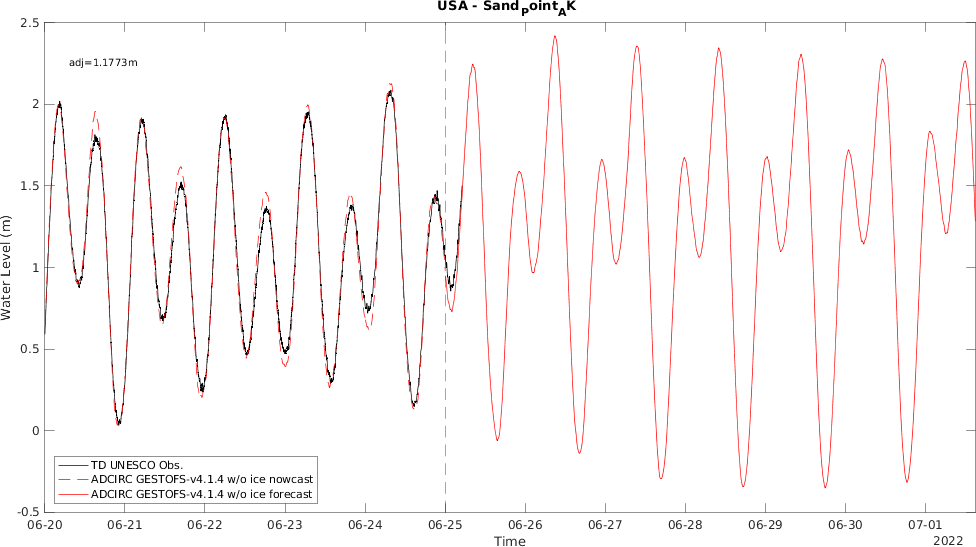 USA - Sand_Point_AK
adj=1.1773m
2.5
2
1.5
1
0.5
0
-0.5
Water Level (m)
TD UNESCO Obs.
ADCIRC GESTOFS-v4.1.4 w/o ice nowcast
ADCIRC GESTOFS-v4.1.4 w/o ice forecast
06-20 06-21 06-22 06-23 06-24 06-25 06-26 06-27 06-28 06-29 06-30 07-01
Time
2022